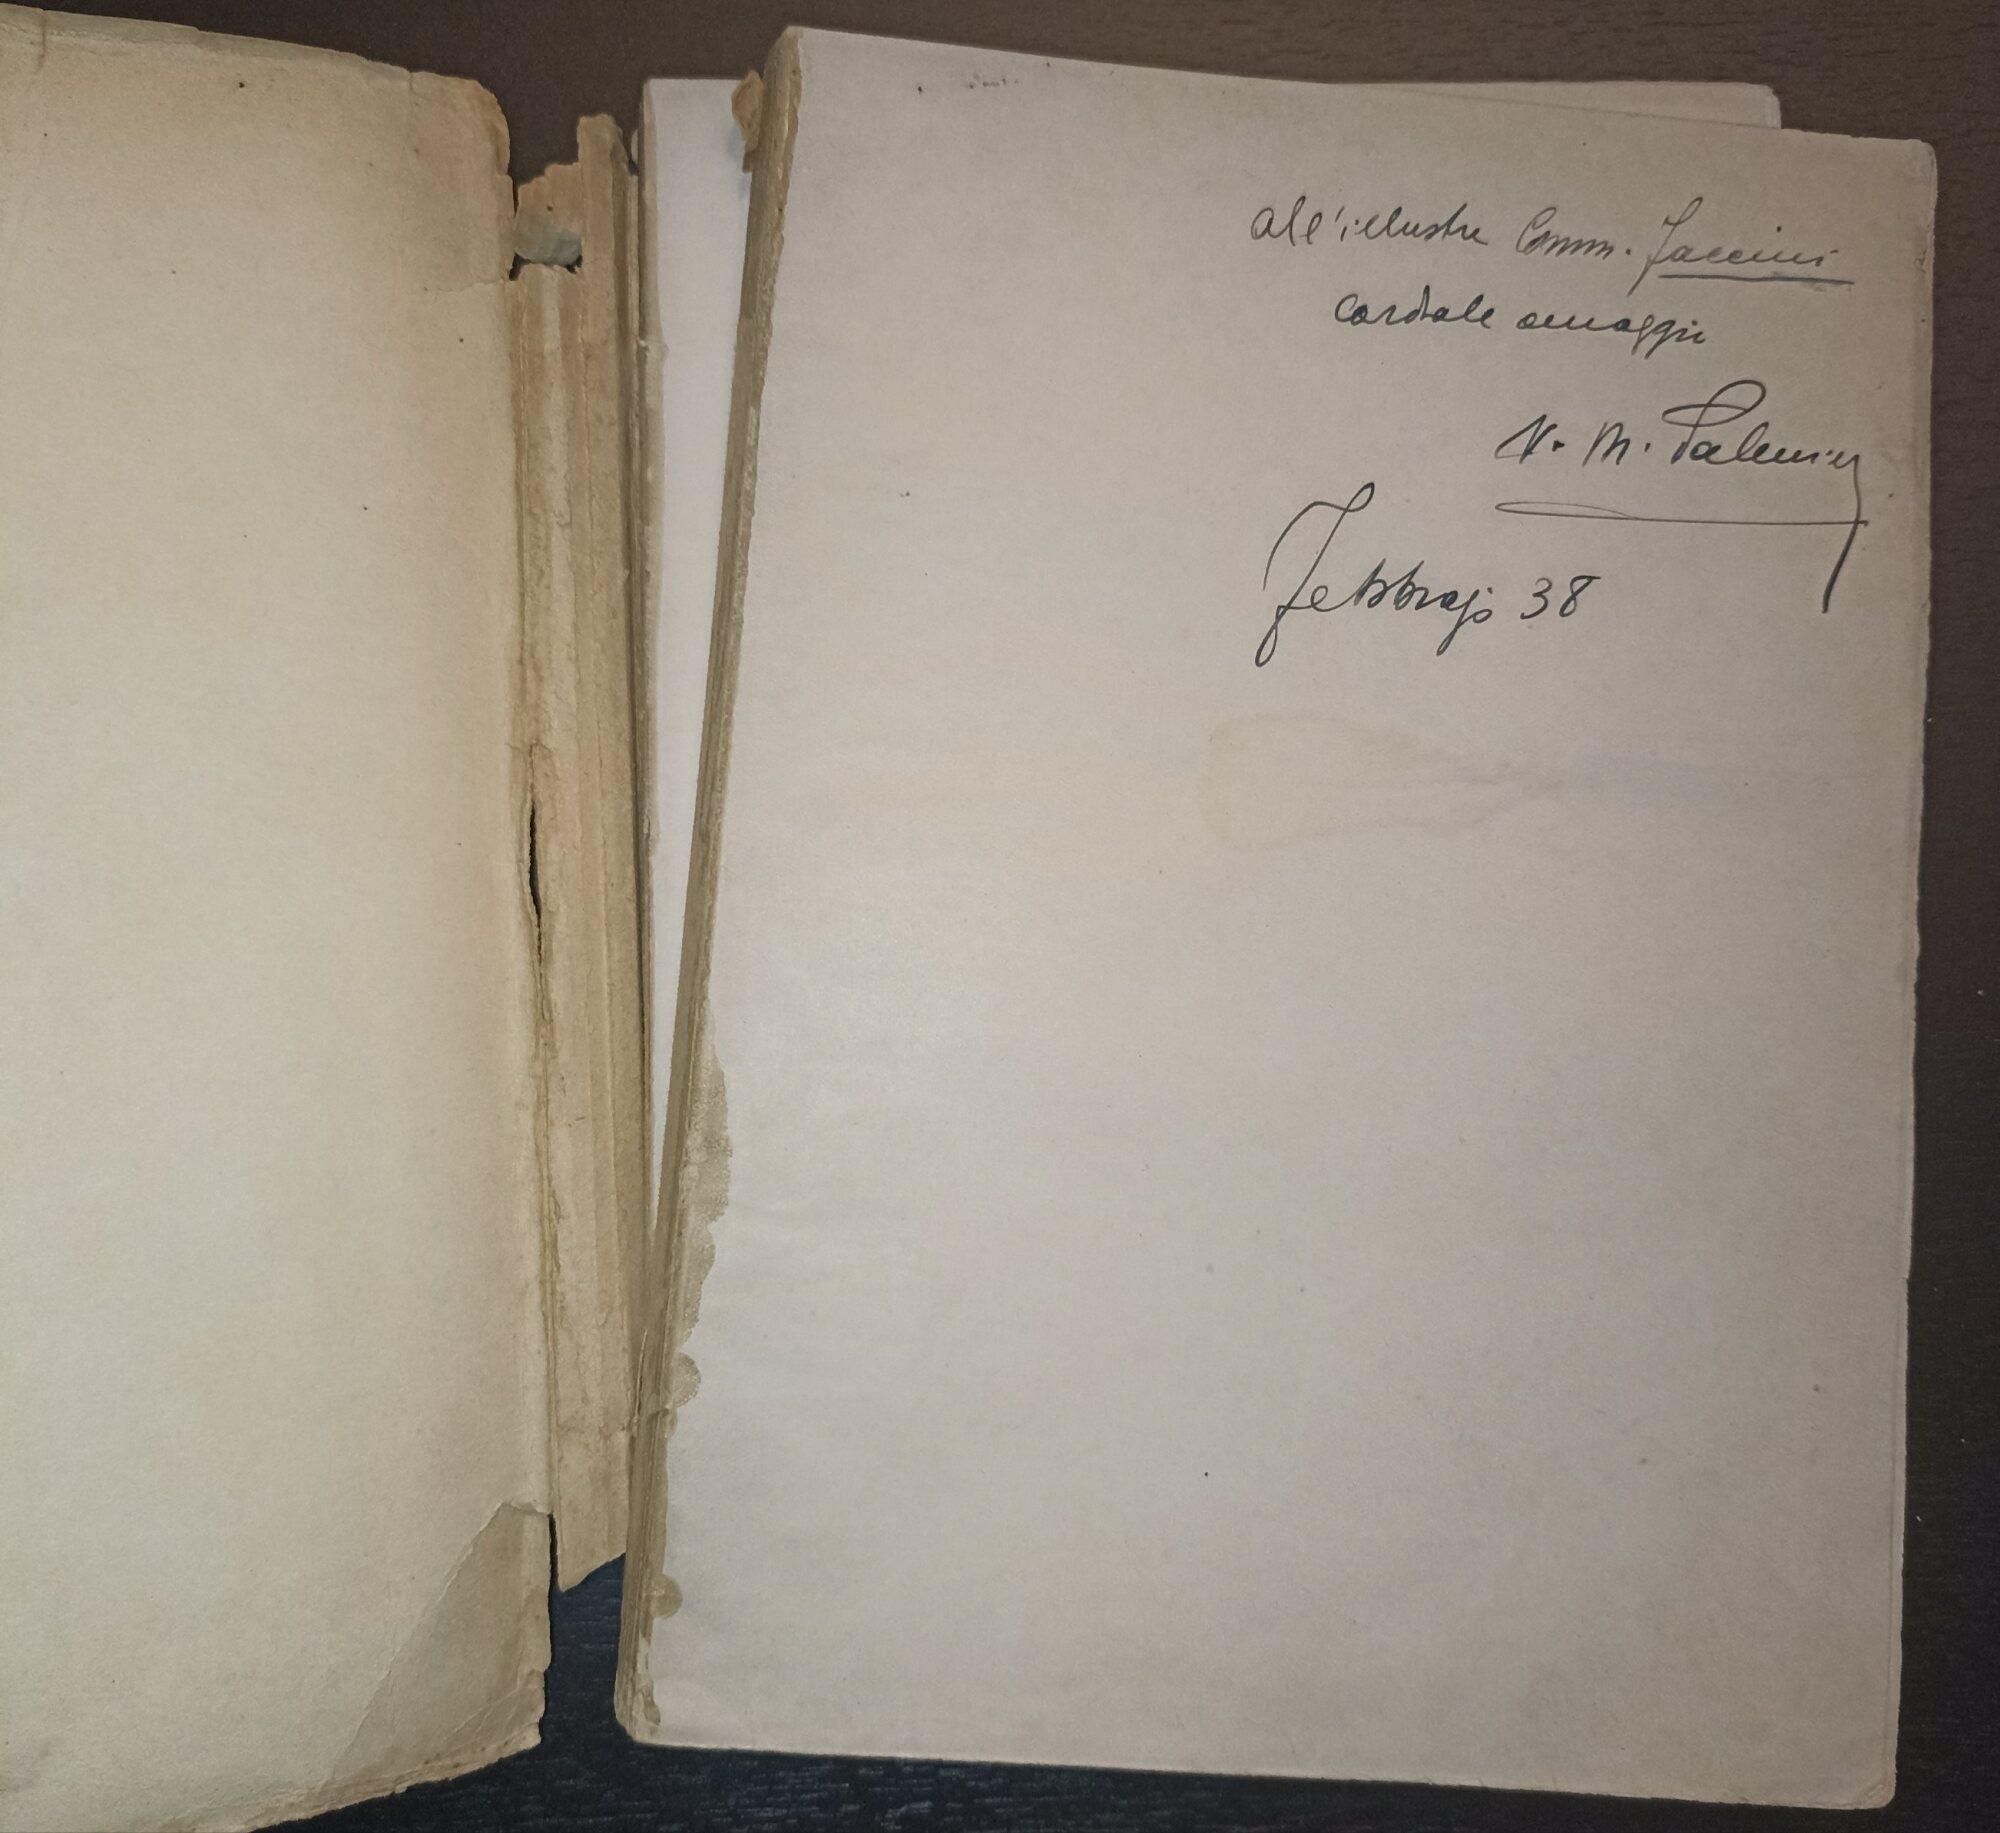 all'illustre Comm. Faccini
cordiale omaggio
V. M. Palmieri
Febbrajo 38